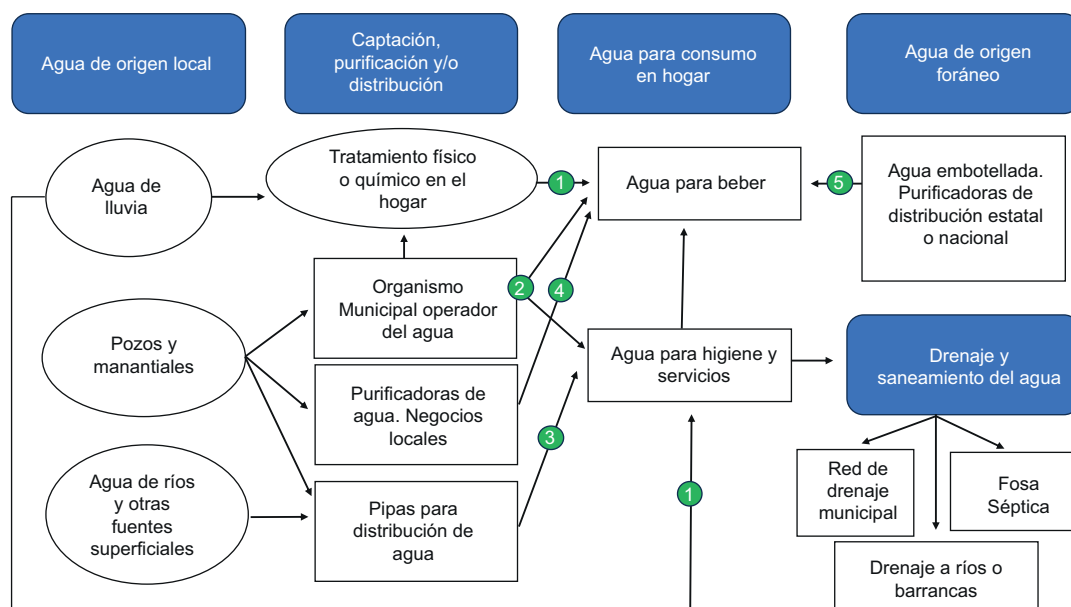 Agua de origen local
Captación,
purificación y/o
distribución
Agua para consumo
en hogar
Agua de origen
foráneo
Agua de
lluvia
Tratamiento físico
o químico en el
hogar
1
Agua para beber
5
Agua embotellada.
Purificadoras de
distribución estatal
o nacional
Organismo
Municipal operador
del agua
2
4
Pozos y
manantiales
Agua para higiene y
servicios
Drenaje y
saneamiento del agua
Purificadoras de
agua. Negocios
locales
3
Agua de ríos
y otras
fuentes
superficiales
Pipas para
distribución de
agua
1
Red de
drenaje
municipal
Fosa
Séptica
Drenaje a ríos o
barrancas